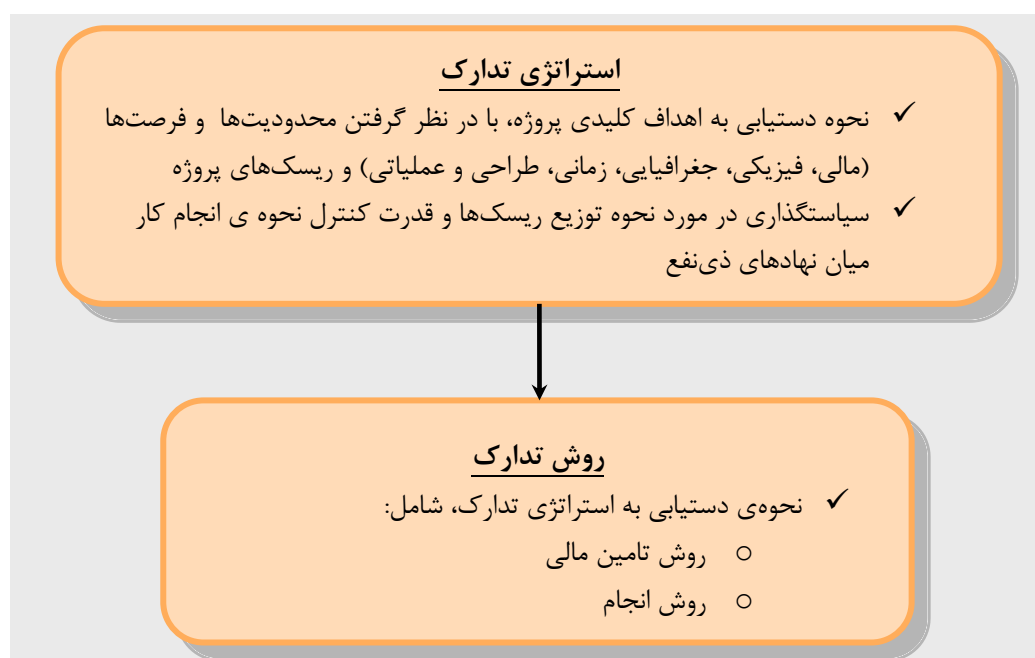 استراتژی تدارک
✓ نحوه دستیابی به اهداف کلیدی پروژه، با در نظر گرفتن محدودیت‌ها و فرصت‌ها
(مالی، فیزیکی، جغرافیایی، زمانی، طراحی و عملیاتی) و ریسک‌های پروژه
✓ سیاستگذاری در مورد نحوه توزیع ریسک‌ها و قدرت کنترل نحوه ی انجام کار
میان نهادهای ذی‌نفع
روش تدارک
✓ نحوه‌ی دستیابی به استراتژی تدارک، شامل:
o روش تامین مالی
o روش انجام